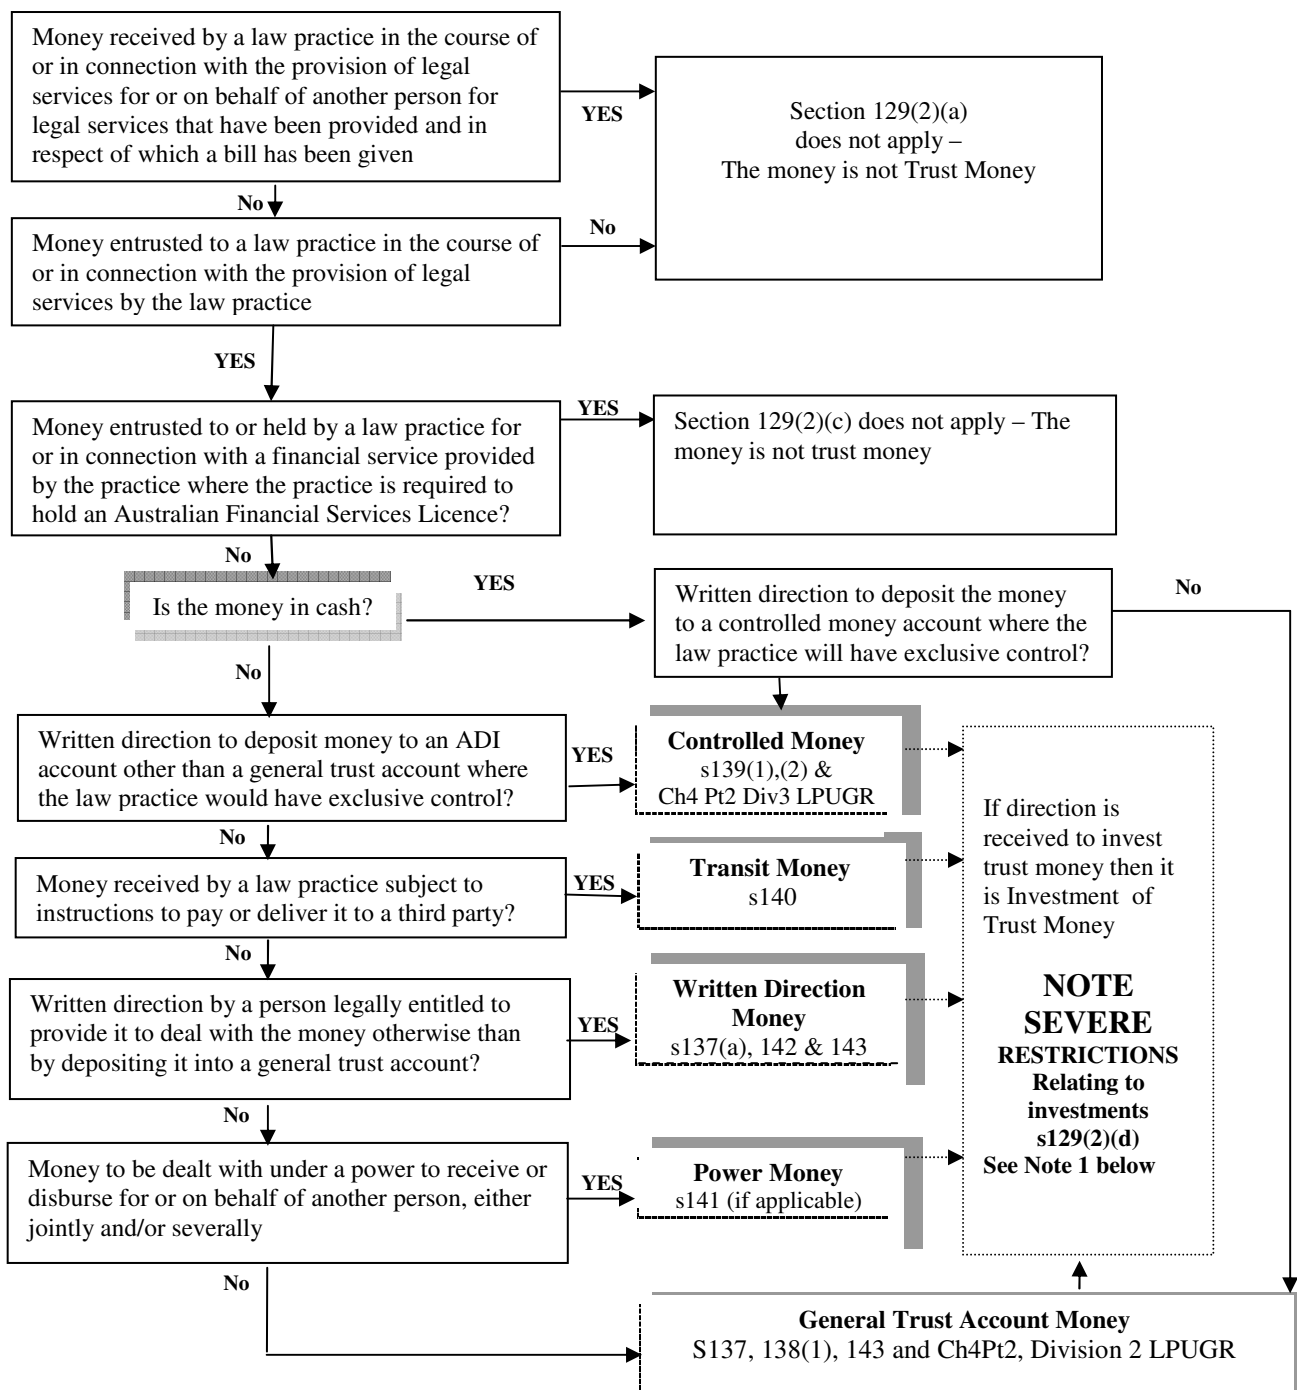 Money received by a law practice in the course of
or in connection with the provision of legal
services for or on behalf of another person for
legal services that have been provided and in
respect of which a bill has been given
YES
Section 129(2)(a)
does not apply –
The money is not Trust Money
No
Money entrusted to a law practice in the course of
or in connection with the provision of legal
services by the law practice
No
YES
Money entrusted to or held by a law practice for
or in connection with a financial service provided
by the practice where the practice is required to
hold an Australian Financial Services Licence?
YES
Section 129(2)(c) does not apply – The
money is not trust money
No
Is the money in cash?
YES
Written direction to deposit the money
to a controlled money account where the
law practice will have exclusive control?
No
No
Written direction to deposit money to an ADI
account other than a general trust account where
the law practice would have exclusive control?
YES
Controlled Money
s139(1),(2) &
Ch4 Pt2 Div3 LPUGR
No
Money received by a law practice subject to
instructions to pay or deliver it to a third party?
YES
Transit Money
s140
No
Written direction by a person legally entitled to
provide it to deal with the money otherwise than
by depositing it into a general trust account?
YES
Written Direction
Money
s137(a), 142 & 143
No
Money to be dealt with under a power to receive or
disburse for or on behalf of another person, either
jointly and/or severally
YES
Power Money
s141 (if applicable)
If direction is
received to invest
trust money then it
is Investment of
Trust Money
NOTE
SEVERE
RESTRICTIONS
Relating to
investments
s129(2)(d)
See Note 1 below
No
General Trust Account Money
S137, 138(1), 143 and Ch4Pt2, Division 2 LPUGR